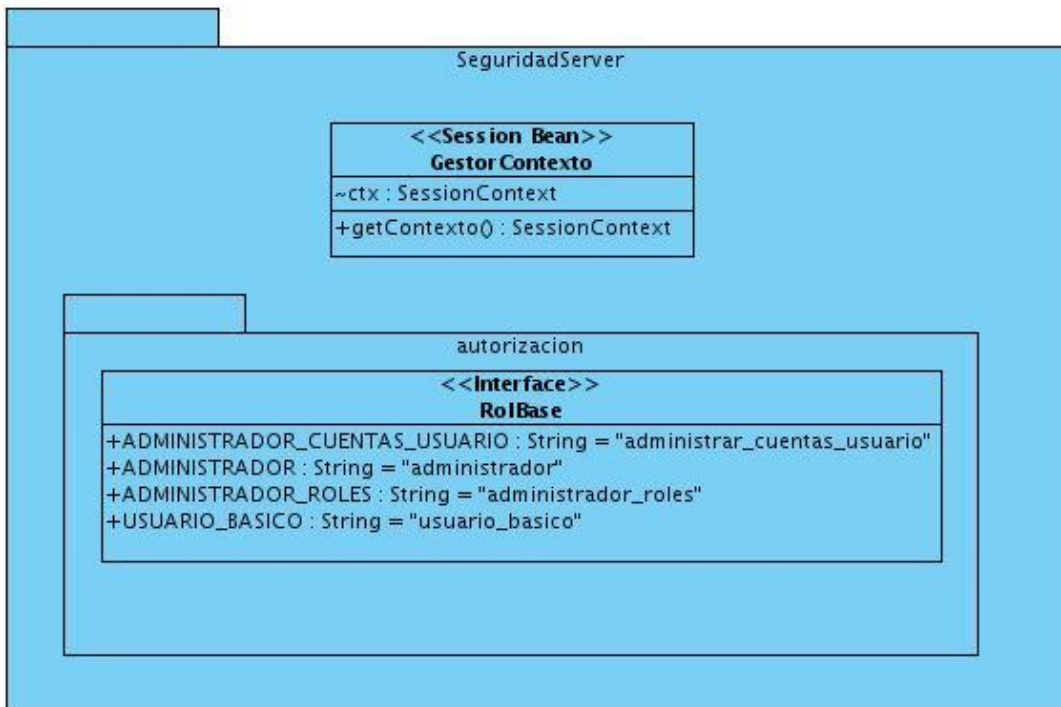 SeguridadServer
<<Session Bean>>
GestorContexto
~ctx : SessionContext
+getContexto() : SessionContext
autorizacion
<<Interface>>
RolBase
+ADMINISTRADOR_CUENTAS_USUARIO : String = "administrar_cuentas_usuario"
+ADMINISTRADOR : String = "administrador"
+ADMINISTRADOR_ROLES : String = "administrador_roles"
+USUARIO_BASICO : String = "usuario_basico"